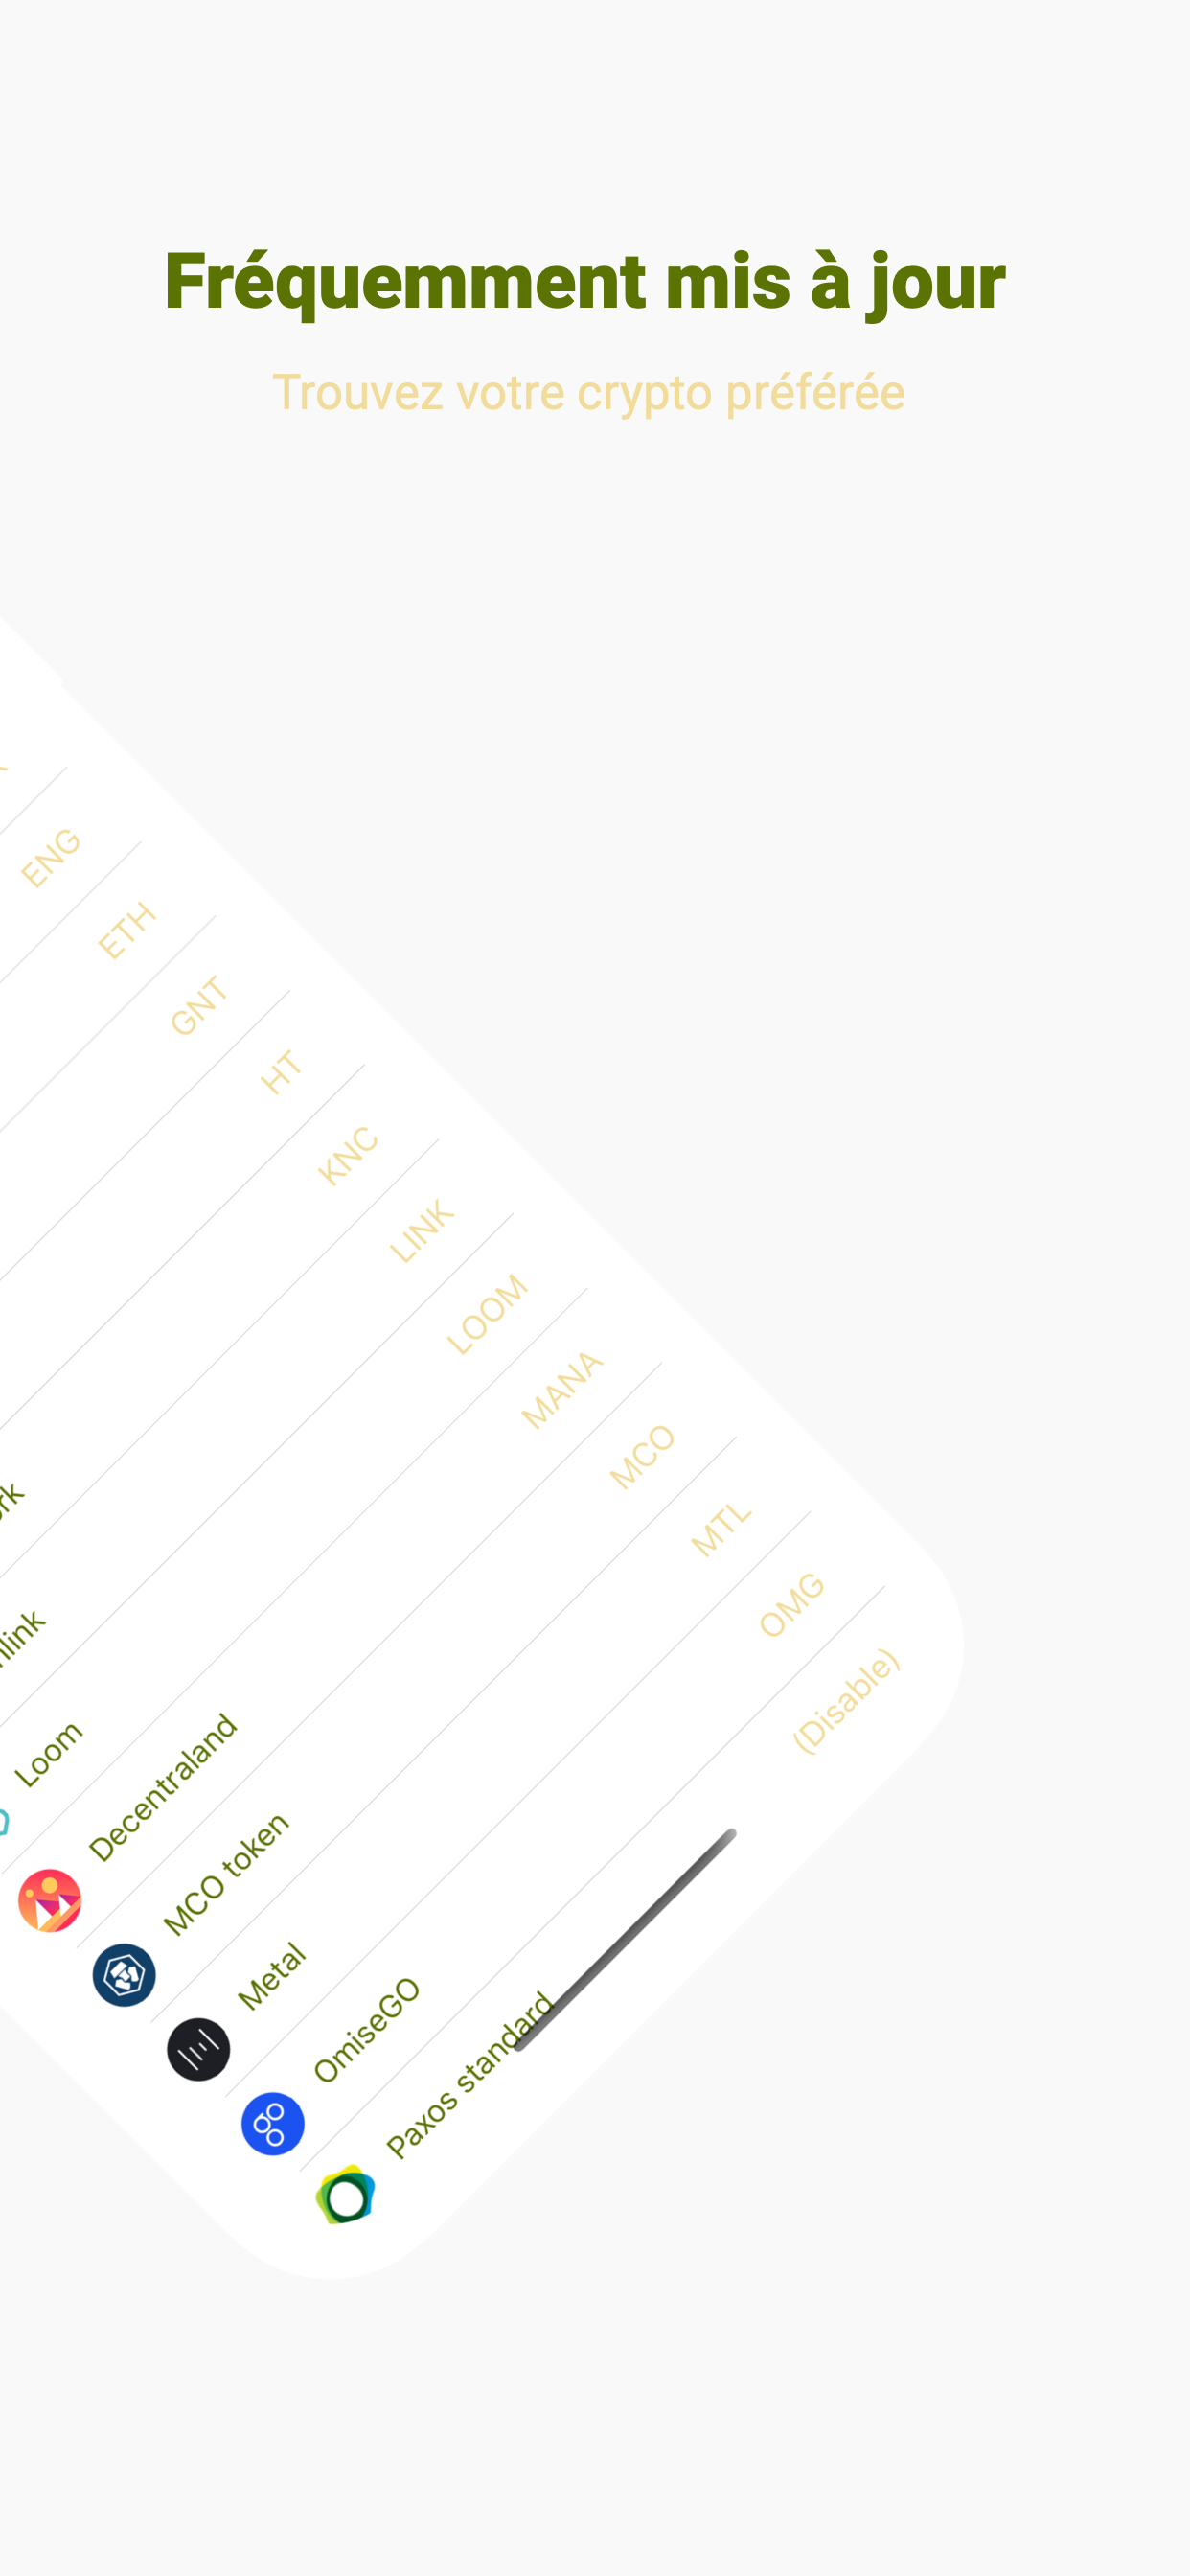 Fréquemment mis à jour
Trouvez votre crypto préférée
ENG
ETH
GNT
HT
KNC
LINK
Loom LOOM
Decentraland MANA
MCO token MCO
Metal MTL
OmiseGO OMG
Paxos standard (Disable)